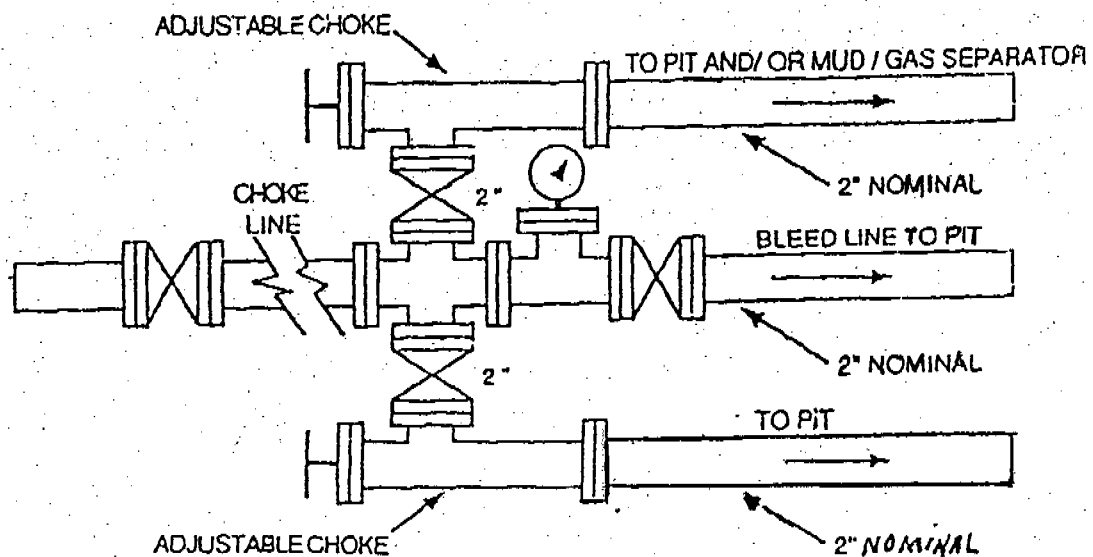 ADJUSTABLE CHOKE
TO PIT AND/OR MUD / GAS SEPARATOR
2" NOMINAL
2"
CHOKE
LINE
BLEED LINE TO PIT
2" NOMINAL
2"
TO PIT
ADJUSTABLE CHOKE
2" NOMINAL